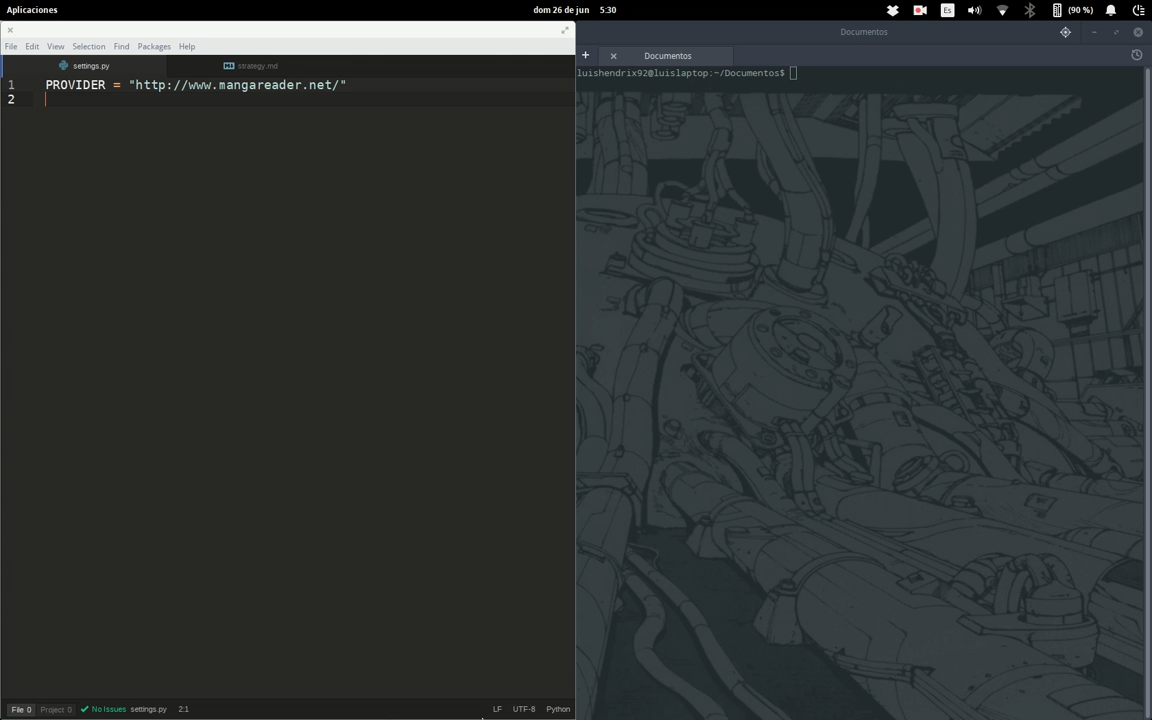 Aplicaciones
dom 26 de jun 5:30
Es
(90 %)
File Edit View Selection Find Packages Help
settings.py
strategy.md
1 PROVIDER = "http://www.mangareader.net/"
2
File 0 Project 0 No Issues settings.py 2:1
LF UTF-8 Python
Documentos
+ Documentos
luishendrix92@luislaptop:~/Documentos$